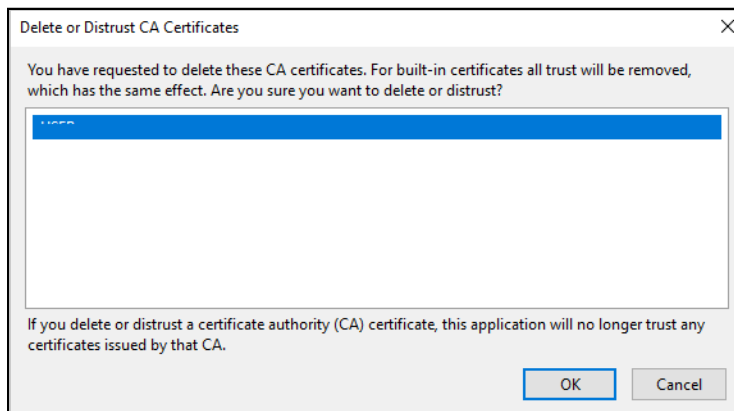 Delete or Distrust CA Certificates
You have requested to delete these CA certificates. For built-in certificates all trust will be removed,
which has the same effect. Are you sure you want to delete or distrust?
If you delete or distrust a certificate authority (CA) certificate, this application will no longer trust any
certificates issued by that CA.
OK
Cancel